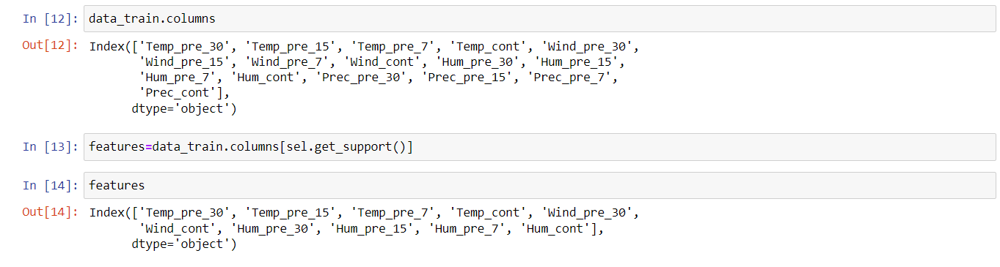 In [12]: data_train.columns
Out[12]: Index(['Temp_pre_30', 'Temp_pre_15', 'Temp_pre_7', 'Temp_cont', 'Wind_pre_30',
'Wind_pre_15', 'Wind_pre_7', 'Wind_cont', 'Hum_pre_30', 'Hum_pre_15',
'Hum_pre_7', 'Hum_cont', 'Prec_pre_30', 'Prec_pre_15', 'Prec_pre_7',
'Prec_cont'],
dtype='object')
In [13]: features=data_train.columns[sel.get_support()]
In [14]: features
Out[14]: Index(['Temp_pre_30', 'Temp_pre_15', 'Temp_pre_7', 'Temp_cont', 'Wind_pre_30',
'Wind_cont', 'Hum_pre_30', 'Hum_pre_15', 'Hum_pre_7', 'Hum_cont'],
dtype='object')